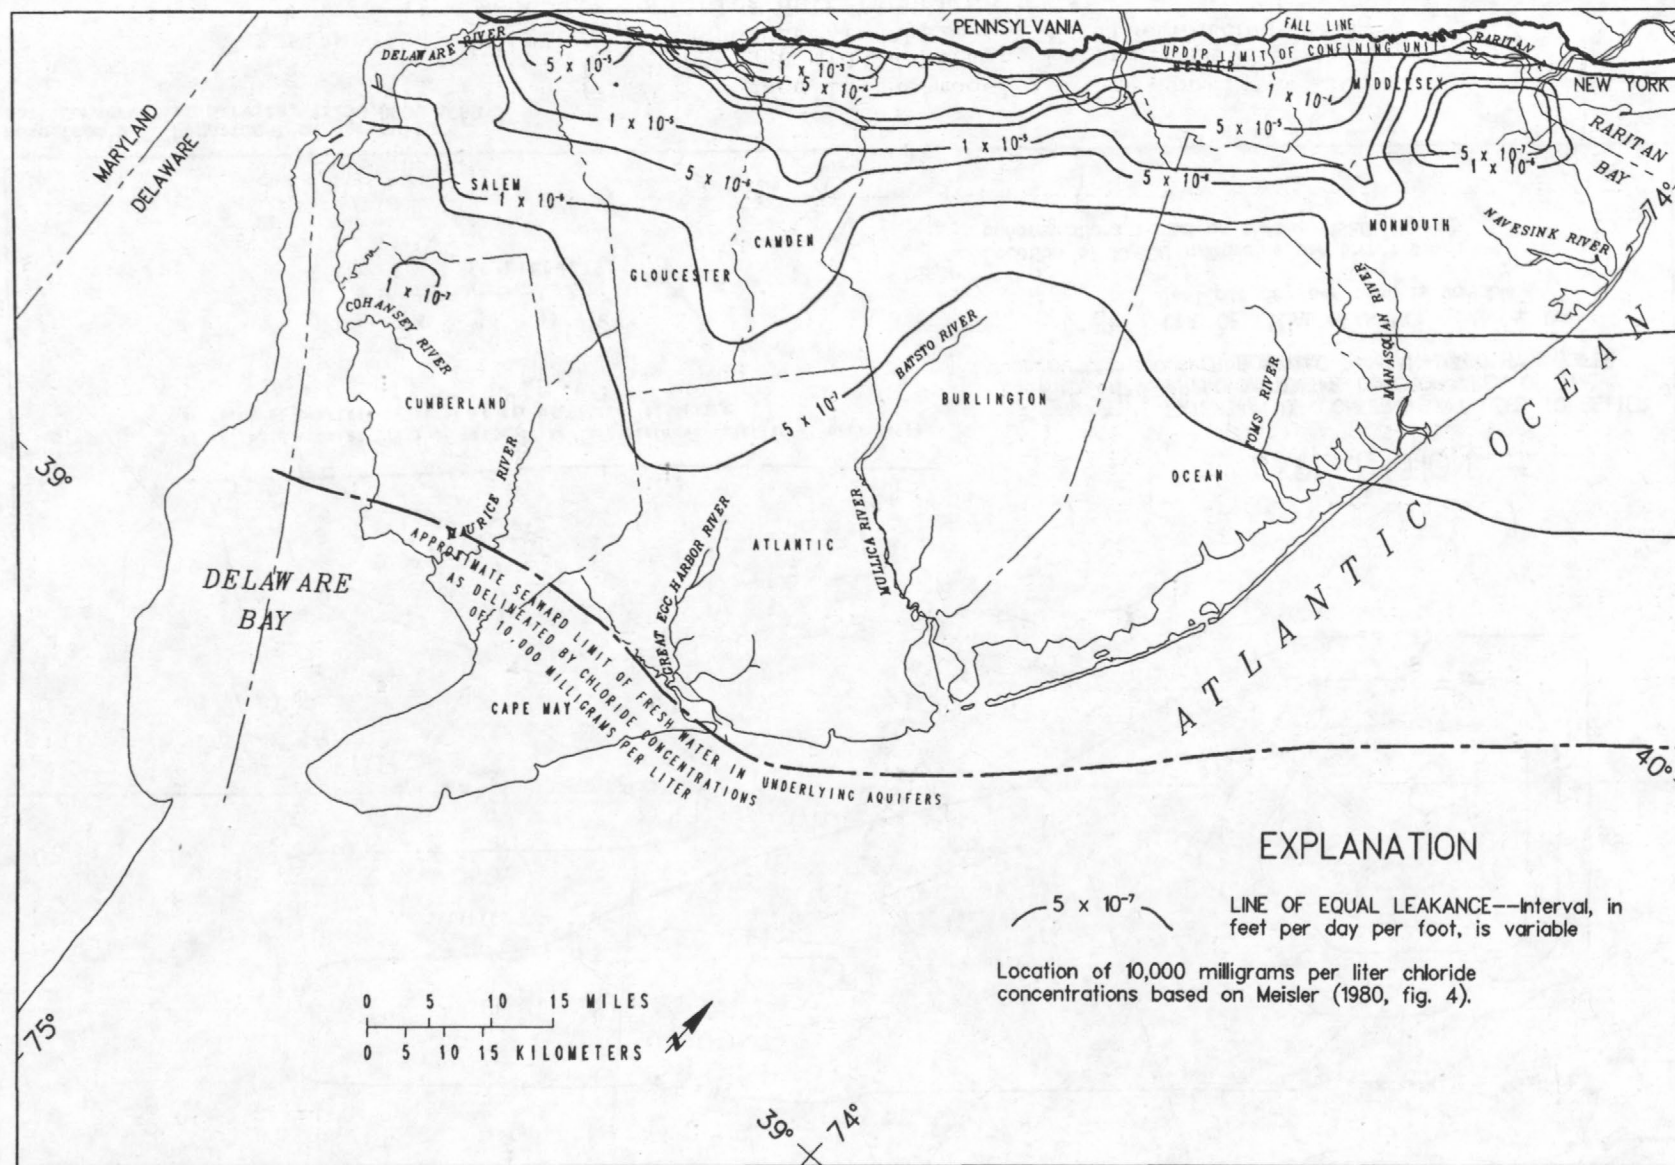 PENNSYLVANIA
FALL LINE
DELAWARE RIVER
UPDIP LIMIT OF CONFINING UNIT
RARITAN
MERCER
MIDDLESEX
NEW YORK
5 x 10⁻⁵
1 x 10⁻³
5 x 10⁻⁴
1 x 10⁻⁴
MARYLAND
DELAWARE
1 x 10⁻⁵
5 x 10⁻⁵
1 x 10⁻⁵
RARITAN
BAY
5 x 10⁻⁷
1 x 10⁻⁶
5 x 10⁻⁶
5 x 10⁻⁶
74°
SALEM
1 x 10⁻⁶
NAVESINK RIVER
MONMOUTH
CAMDEN
GLOUCESTER
1 x 10⁻⁷
COHANSEY RIVER
MANASQUAN RIVER
BATSTO RIVER
TOMS RIVER
CUMBERLAND
BURLINGTON
5 x 10⁻⁷
39°
MAURICE RIVER
OCEAN
ATLANTIC OCEAN
GREAT EGG HARBOR RIVER
MULLICA RIVER
ATLANTIC
DELAWARE
BAY
APPROXIMATE SEAWARD LIMIT OF FRESH WATER IN UNDERLYING AQUIFERS
AS DELINEATED BY CHLORIDE CONCENTRATIONS
OF 10,000 MILLIGRAMS PER LITER
CAPE MAY
40°
EXPLANATION
5 x 10⁻⁷
LINE OF EQUAL LEAKANCE--Interval, in
feet per day per foot, is variable
Location of 10,000 milligrams per liter chloride
concentrations based on Meisler (1980, fig. 4).
0 5 10 15 MILES
0 5 10 15 KILOMETERS
N
75°
39° 74°